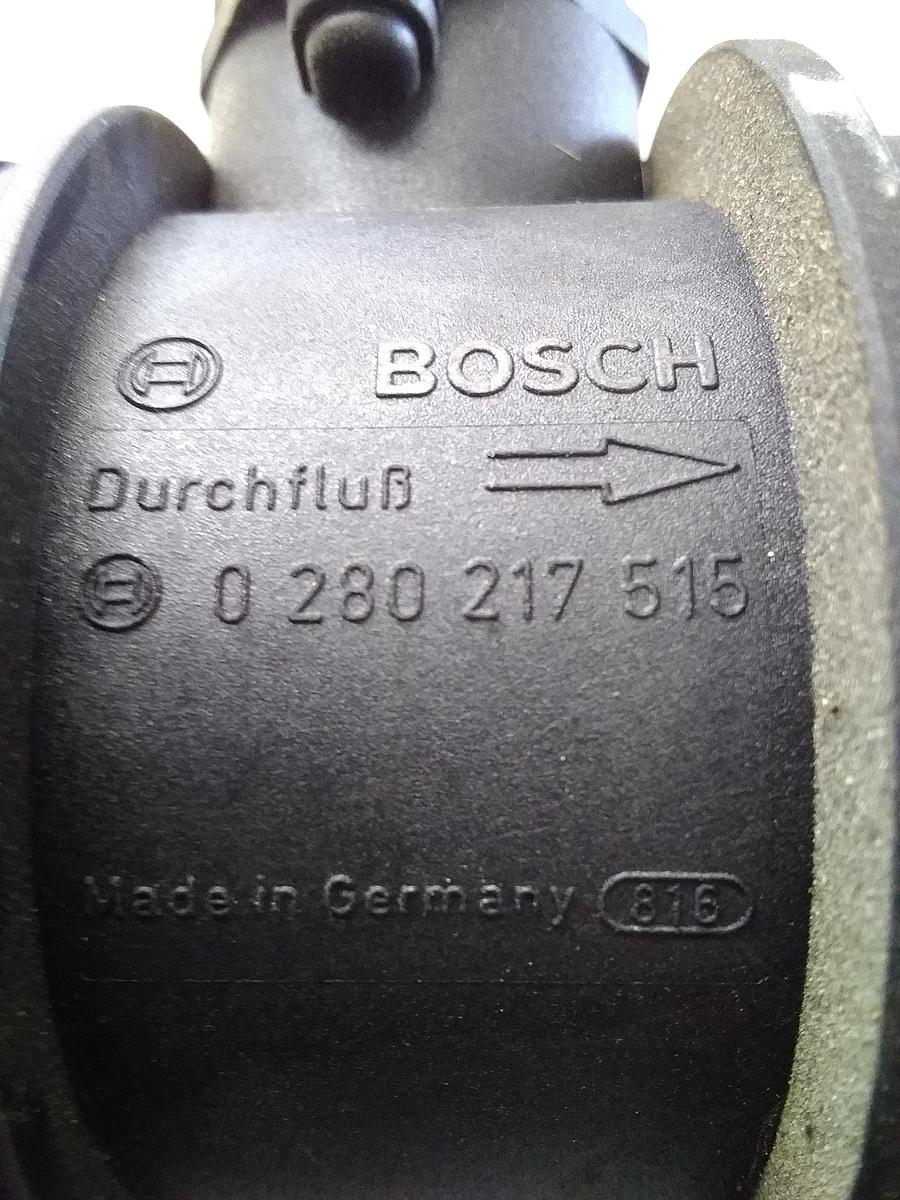 BOSCH
Durchfluß
0 280 217 515
Made in Germany 816